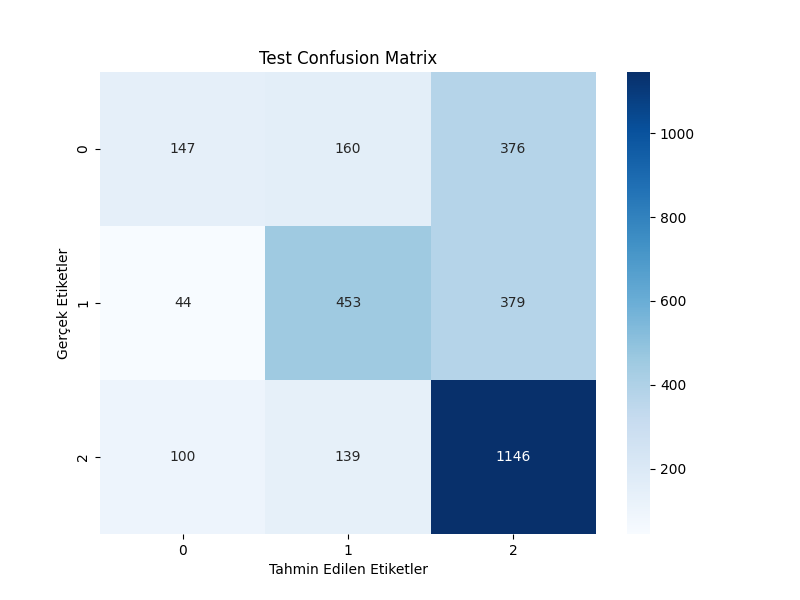 Test Confusion Matrix
0 147 160 376
1 44 453 379
2 100 139 1146
0 1 2
Tahmin Edilen Etiketler
Gerçek Etiketler
1000
800
600
400
200